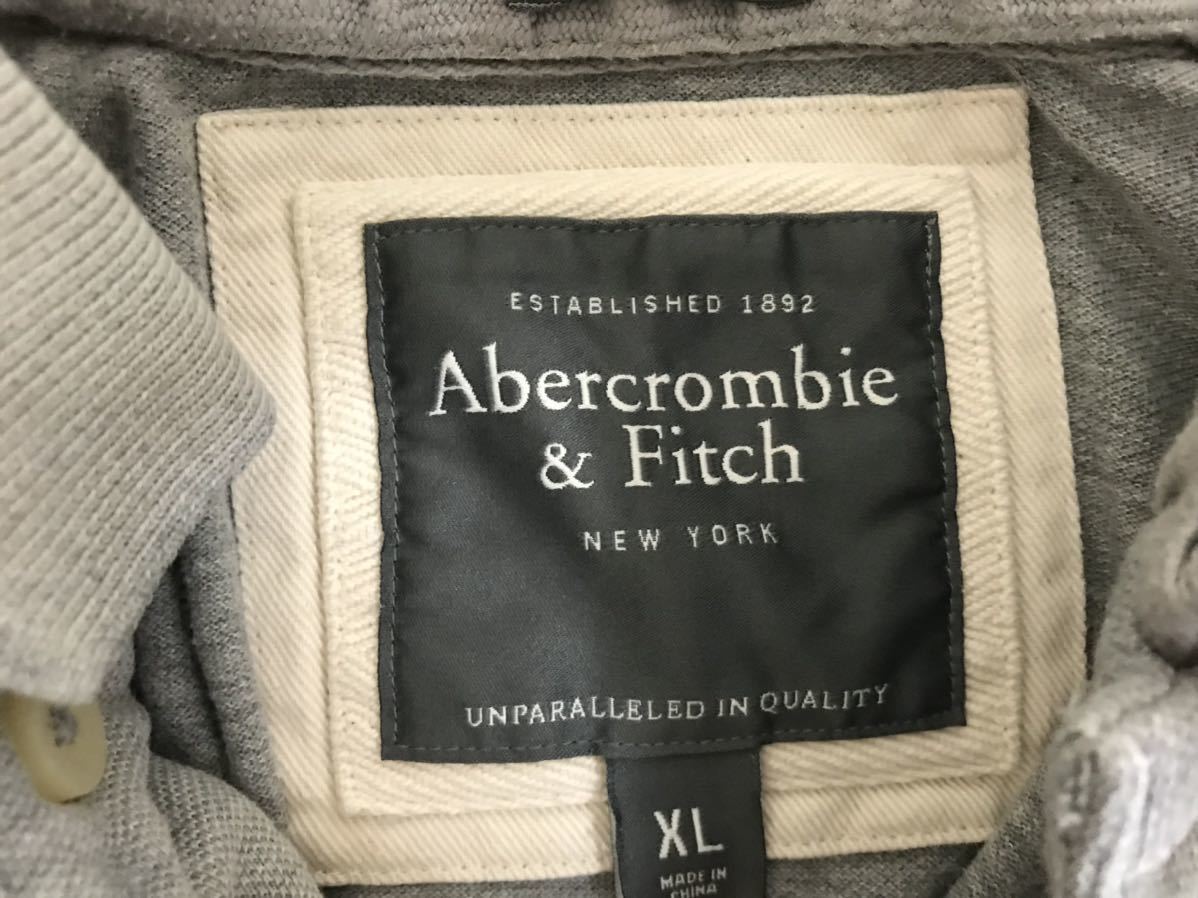 ESTABLISHED 1892
Abercrombie
& Fitch
NEW YORK
UNPARALLELED IN QUALITY
XL
MADE IN
CHINA